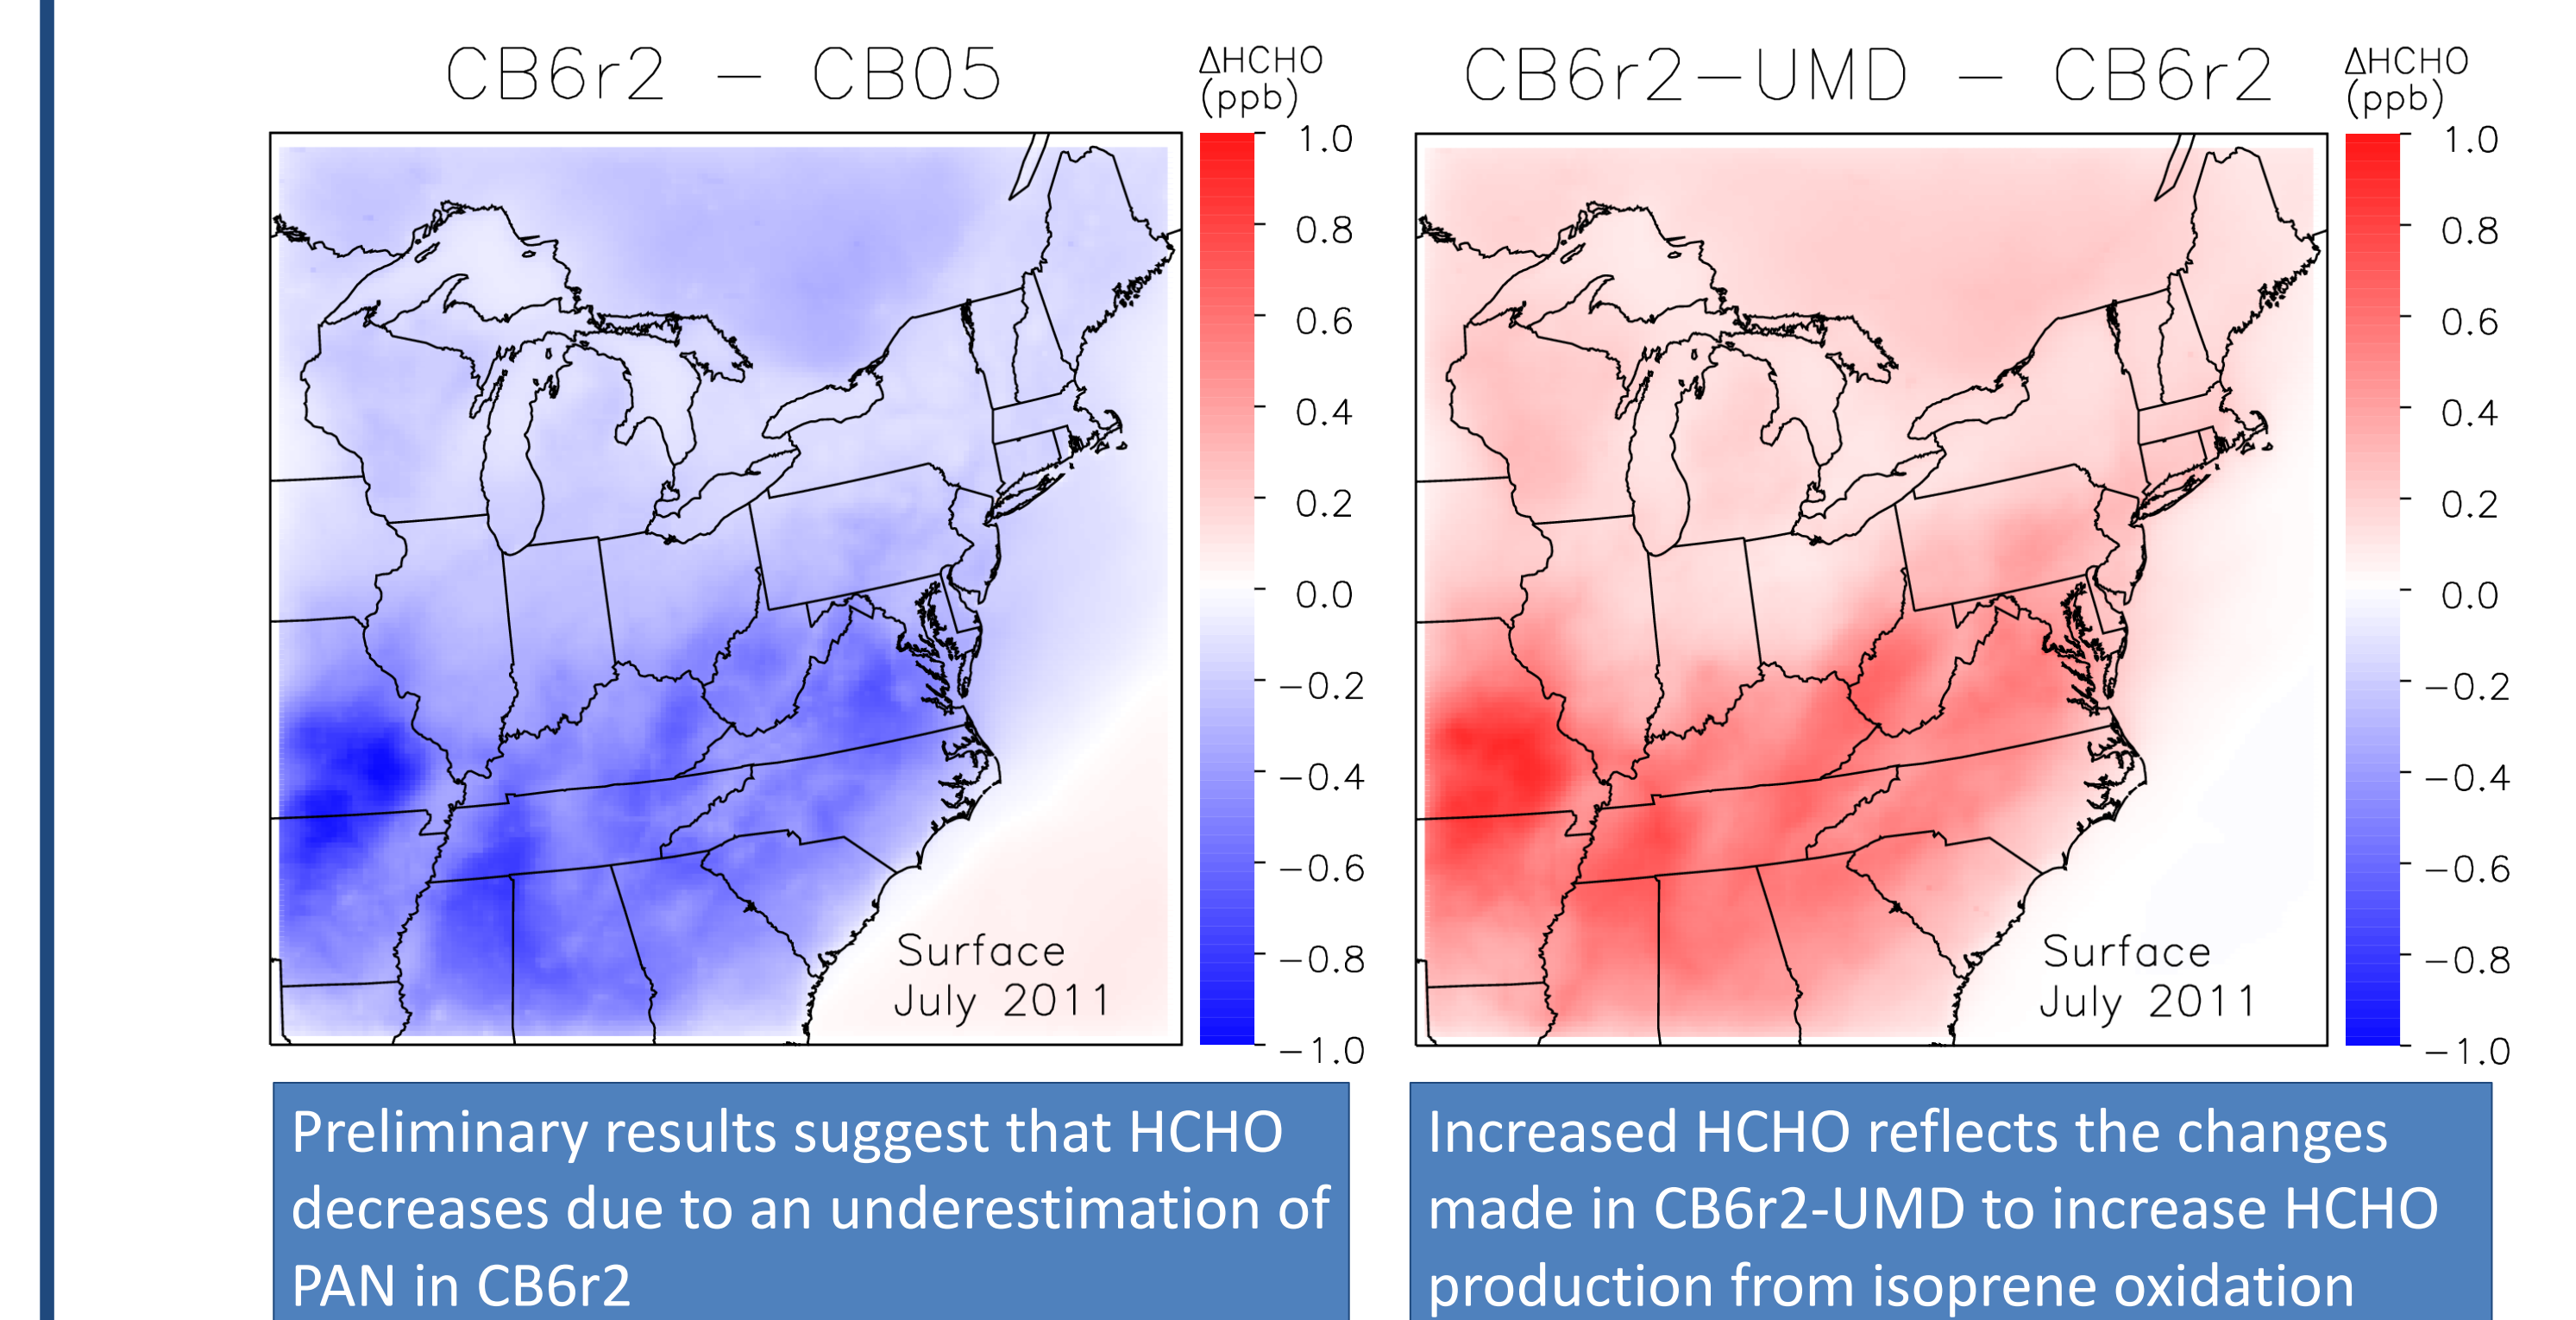 CB6r2 − CB05
ΔHCHO
(ppb)
1.0
0.8
0.6
0.4
0.2
0.0
−0.2
−0.4
−0.6
−0.8
−1.0
Surface
July 2011
CB6r2−UMD − CB6r2
ΔHCHO
(ppb)
1.0
0.8
0.6
0.4
0.2
0.0
−0.2
−0.4
−0.6
−0.8
−1.0
Surface
July 2011
Preliminary results suggest that HCHO
decreases due to an underestimation of
PAN in CB6r2
Increased HCHO reflects the changes
made in CB6r2-UMD to increase HCHO
production from isoprene oxidation